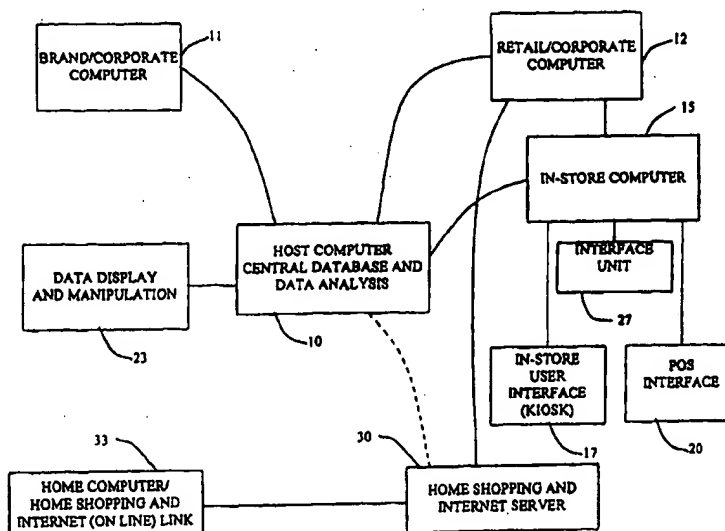 11
BRAND/CORPORATE
COMPUTER
RETAIL/CORPORATE
COMPUTER
12
15
IN-STORE COMPUTER
HOST COMPUTER
CENTRAL DATABASE AND
DATA ANALYSIS
10
DATA DISPLAY
AND MANIPULATION
23
INTERFACE
UNIT
27
IN-STORE
USER
INTERFACE
(KIOSK)
17
POS
INTERFACE
20
33
HOME COMPUTER/
HOME SHOPPING AND
INTERNET (ON LINE) LINK
30
HOME SHOPPING AND
INTERNET SERVER